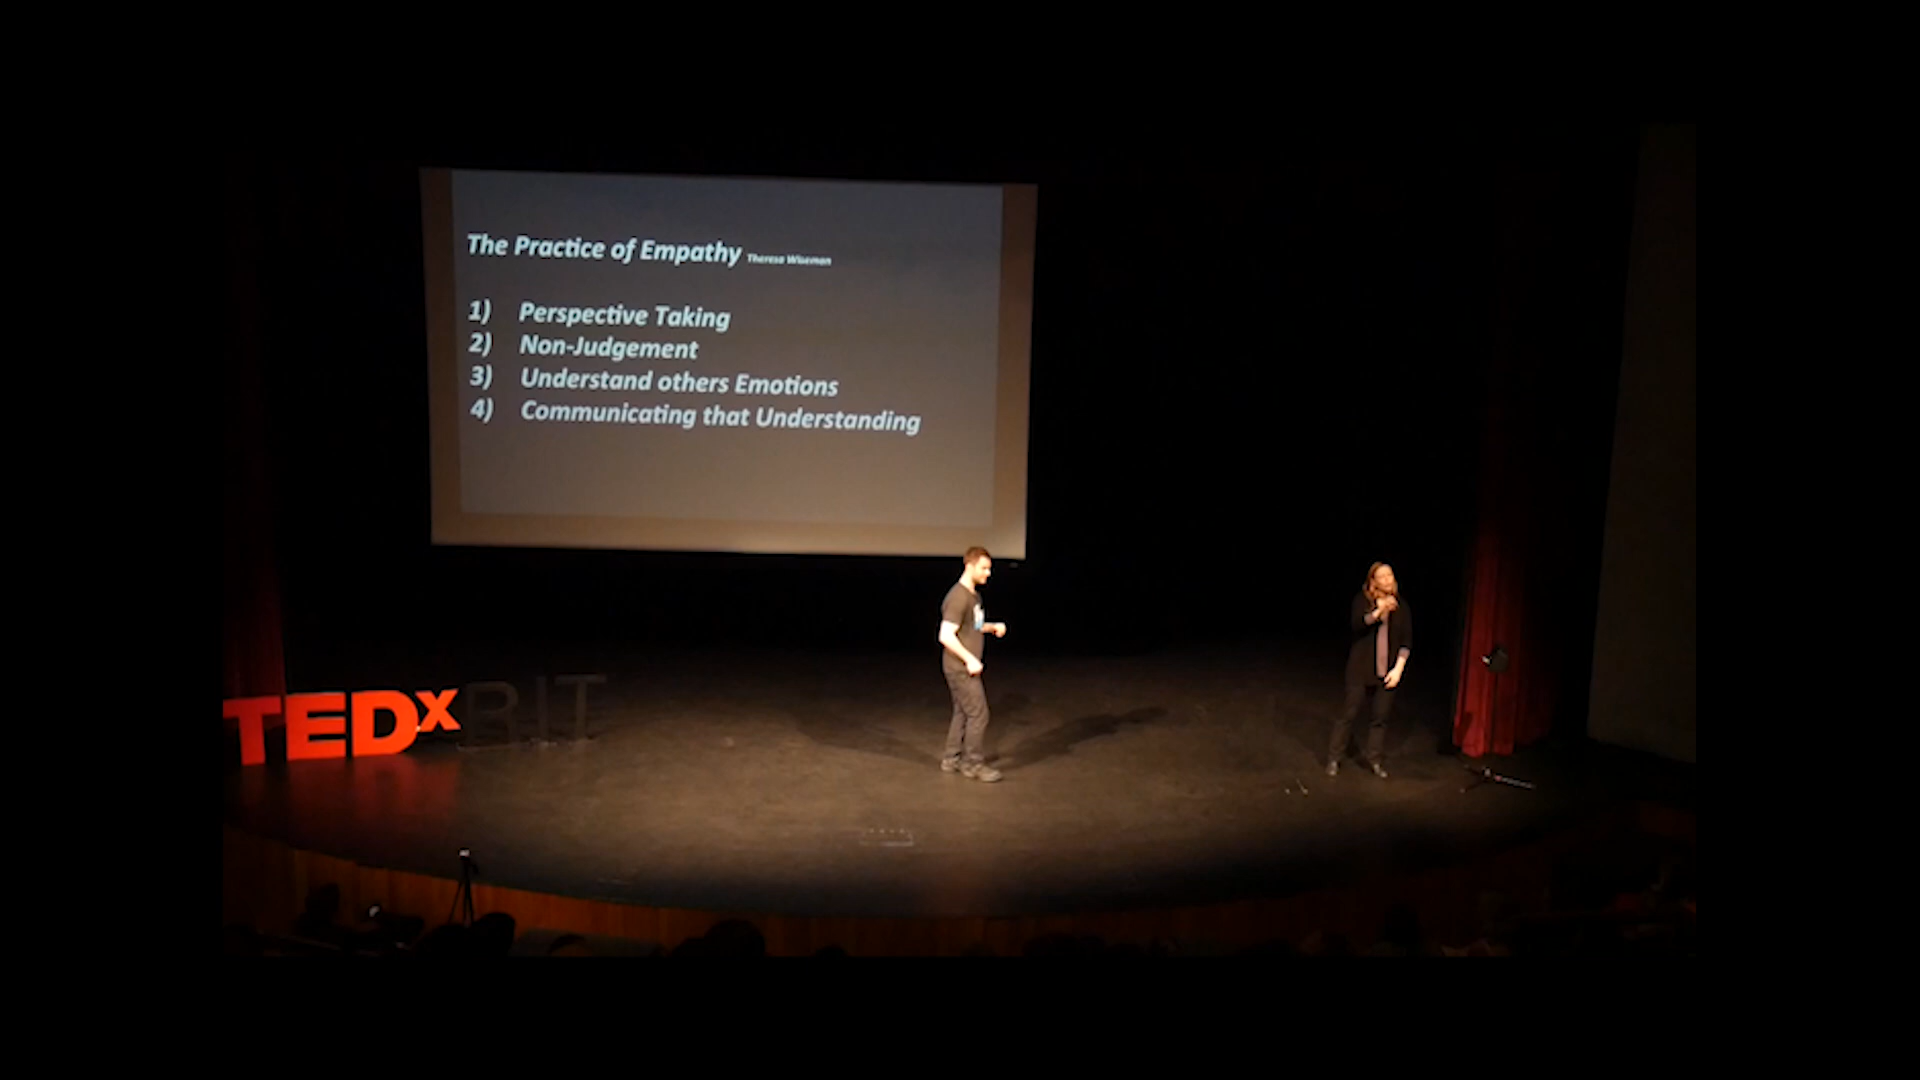 The Practice of Empathy Theresa Wiseman
1) Perspective Taking
2) Non-Judgement
3) Understand others Emotions
4) Communicating that Understanding
TEDxRIT